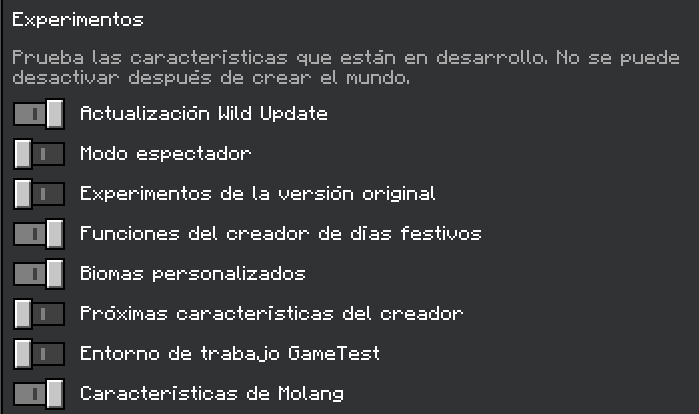 Experimentos
Prueba las características que están en desarrollo. No se puede
desactivar después de crear el mundo.
Actualización Wild Update
Modo espectador
Experimentos de la versión original
Funciones del creador de días festivos
Biomas personalizados
Próximas características del creador
Entorno de trabajo GameTest
Características de Molang